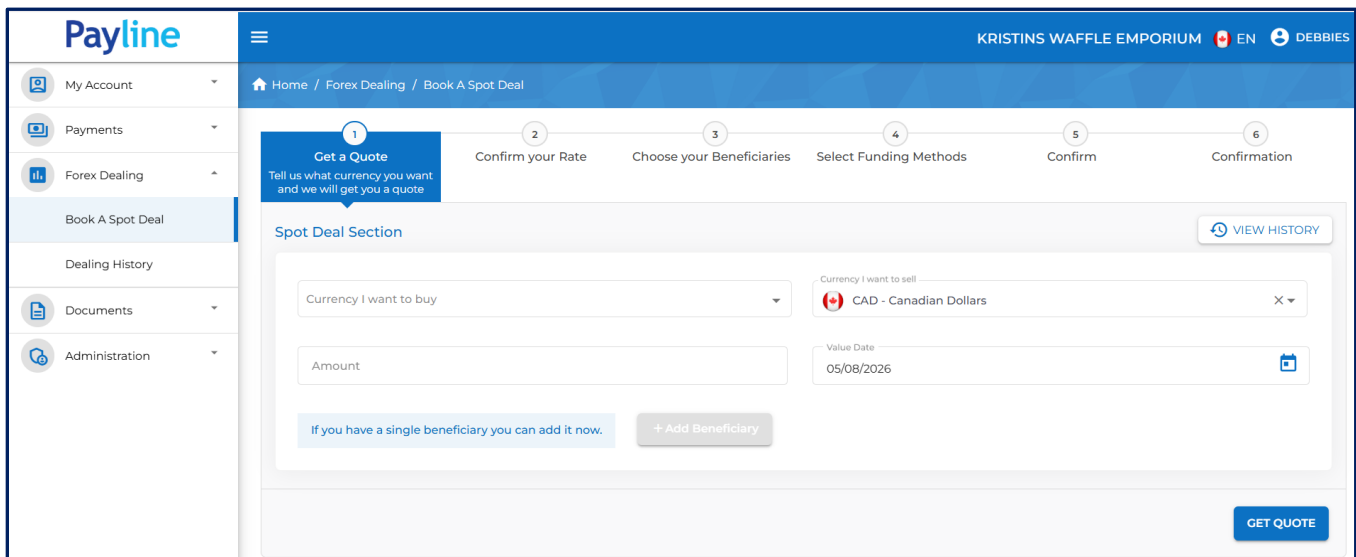 Payline
KRISTINS WAFFLE EMPORIUM EN DEBBIES
My Account
Payments
Forex Dealing
Book A Spot Deal
Dealing History
Documents
Administration
Home / Forex Dealing / Book A Spot Deal
1
Get a Quote
Tell us what currency you want
and we will get you a quote
2
Confirm your Rate
3
Choose your Beneficiaries
4
Select Funding Methods
5
Confirm
6
Confirmation
Spot Deal Section
VIEW HISTORY
Currency I want to buy
Currency I want to sell
CAD - Canadian Dollars
Amount
Value Date
05/08/2026
If you have a single beneficiary you can add it now.
+ Add Beneficiary
GET QUOTE